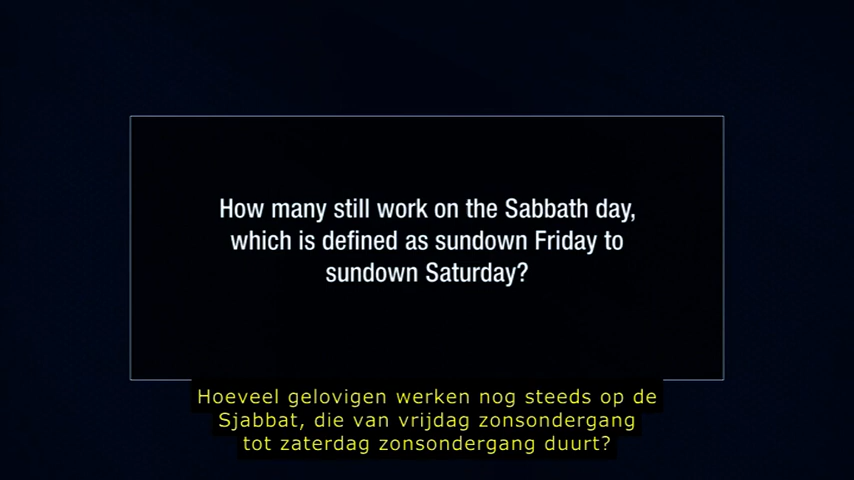 How many still work on the Sabbath day,
which is defined as sundown Friday to
sundown Saturday?
Hoeveel gelovigen werken nog steeds op de
Sjabbat, die van vrijdag zonsondergang
tot zaterdag zonsondergang duurt?